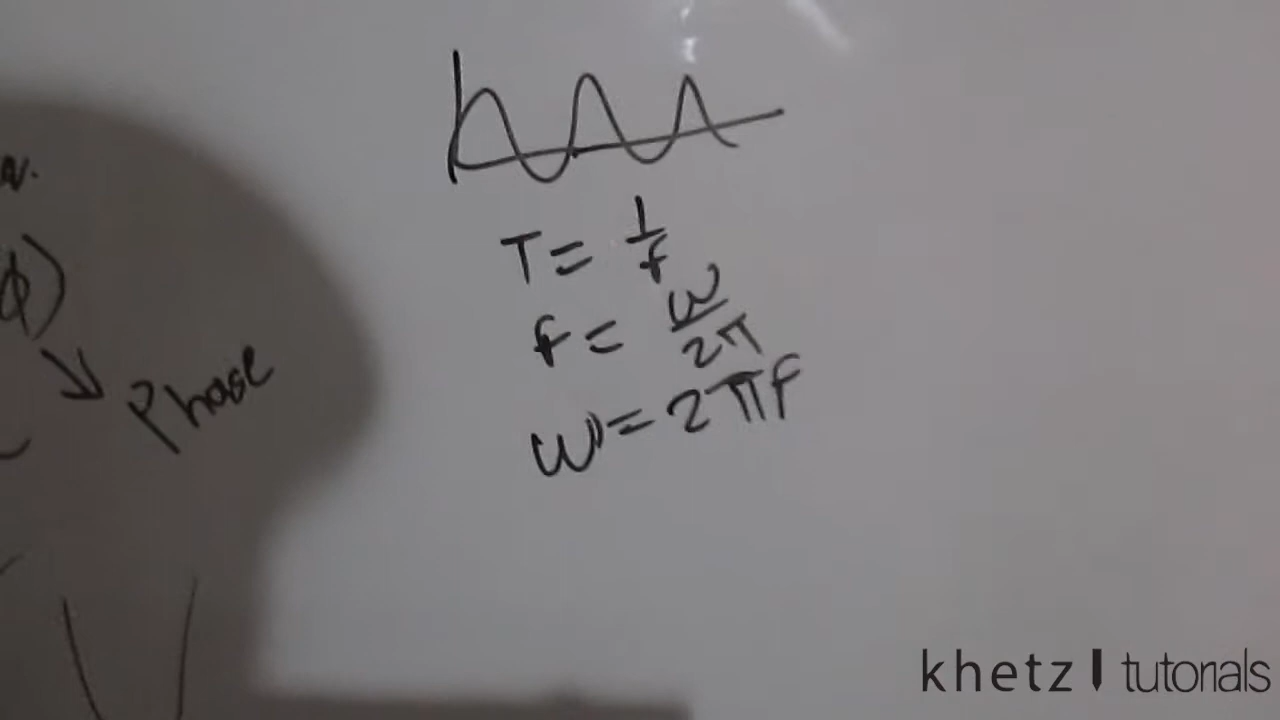 φ)
Phase
T = 1/f
f = ω/2π
ω = 2πf
khetz tutorials